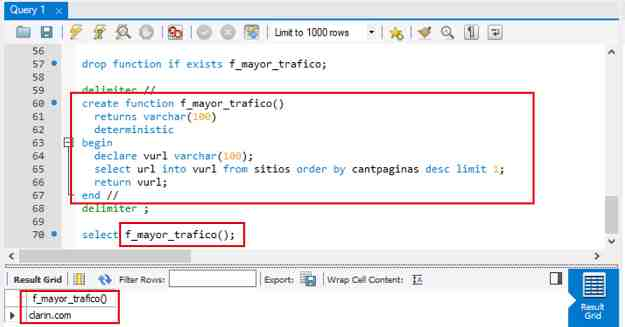 Query 1
Limit to 1000 rows
56
57 drop function if exists f_mayor_trafico;
58
59 delimiter //
60 create function f_mayor_trafico()
61 returns varchar(100)
62 deterministic
63 begin
64 declare vurl varchar(100);
65 select url into vurl from sitios order by cantpaginas desc limit 1;
66 return vurl;
67 end //
68 delimiter ;
69
70 select f_mayor_trafico();
Result Grid Filter Rows: Export: Wrap Cell Content:
f_mayor_trafico()
clarin.com
Result
Grid